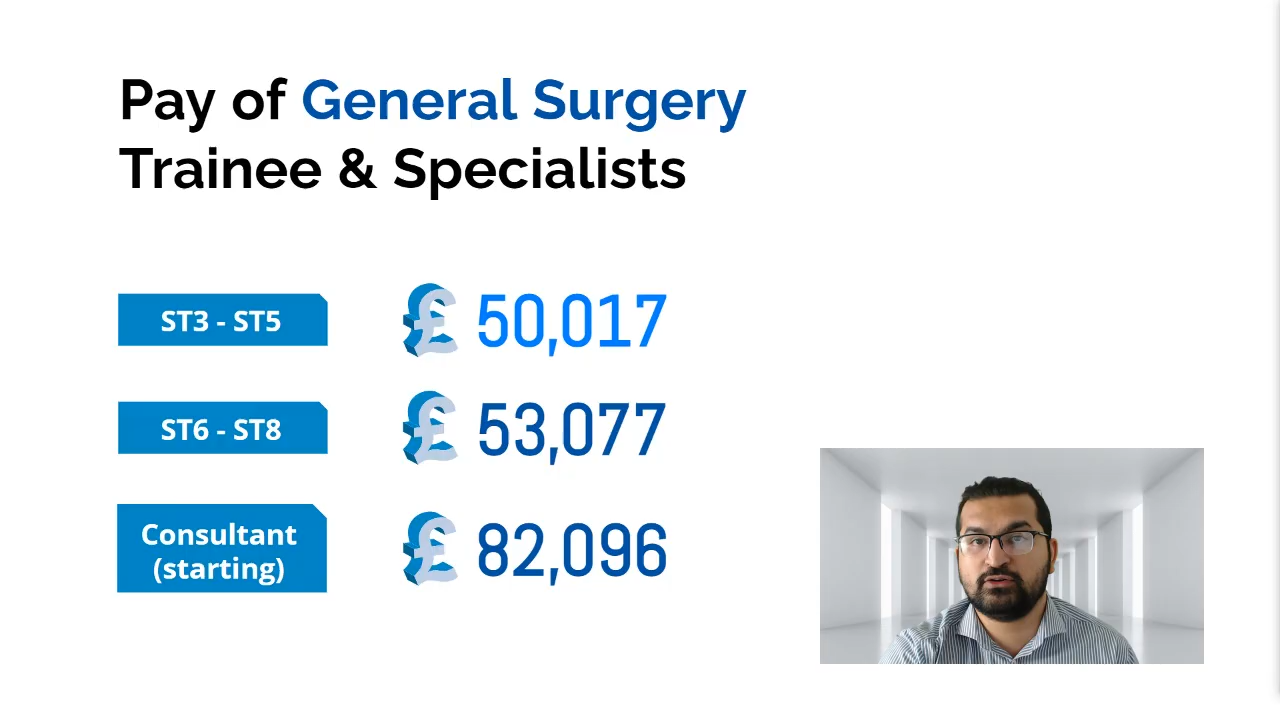 Pay of General Surgery
Trainee & Specialists
ST3 - ST5
£ 50,017
ST6 - ST8
£ 53,077
Consultant
(starting)
£ 82,096